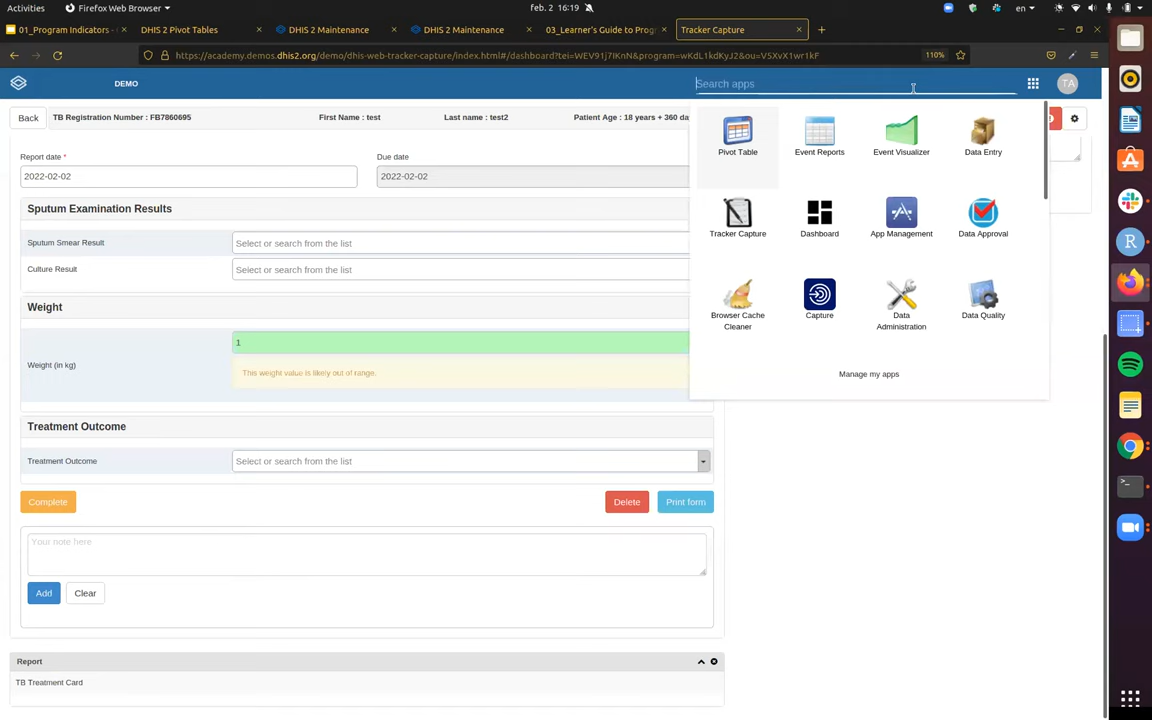 Activities
Firefox Web Browser
feb. 2 16:19
en
01_Program Indicators -
DHIS 2 Pivot Tables
DHIS 2 Maintenance
DHIS 2 Maintenance
03_Learner's Guide to Progr
Tracker Capture
https://academy.demos.dhis2.org/demo/dhis-web-tracker-capture/index.html#/dashboard?tei=WEV91j7IKnN&program=wKdL1kdKyJ2&ou=VSXvX1wr1kF
110%
DEMO
Search apps
TA
Back
TB Registration Number : FB7860695
First Name : test
Last name : test2
Patient Age : 18 years + 360 da
Report date *
Due date
2022-02-02
2022-02-02
Sputum Examination Results
Sputum Smear Result
Select or search from the list
Culture Result
Select or search from the list
Weight
Weight (in kg)
1
This weight value is likely out of range.
Treatment Outcome
Treatment Outcome
Select or search from the list
Complete
Delete
Print form
Your note here
Add
Clear
Report
TB Treatment Card
Pivot Table
Event Reports
Event Visualizer
Data Entry
Tracker Capture
Dashboard
App Management
Data Approval
Browser Cache
Cleaner
Capture
Data
Administration
Data Quality
Manage my apps